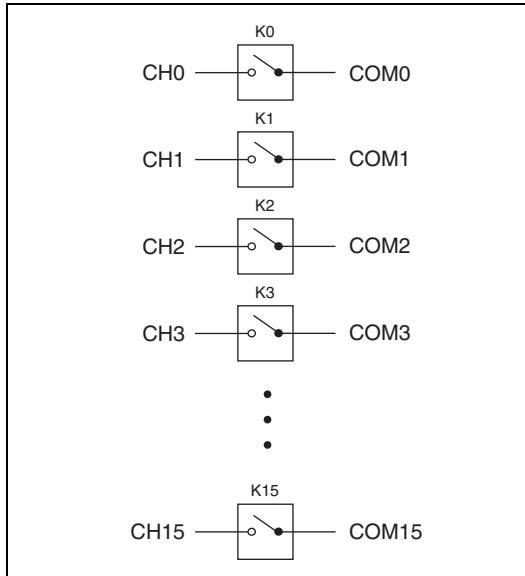 K0
CH0 COM0
K1
CH1 COM1
K2
CH2 COM2
K3
CH3 COM3
K15
CH15 COM15